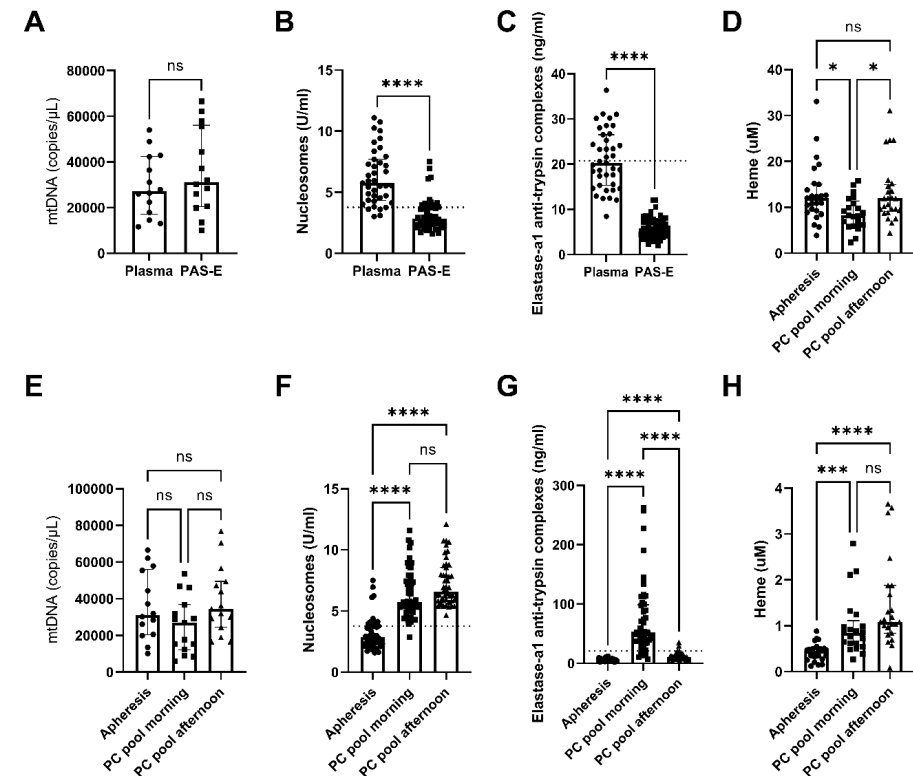 A
mtDNA (copies/μL)
80000
60000
40000
20000
0
ns
Plasma PAS-E
B
Nucleosomes (U/ml)
15
10
5
0
****
Plasma PAS-E
C
Elastase-a1 anti-trypsin complexes (ng/ml)
50
40
30
20
10
0
****
Plasma PAS-E
D
Heme (uM)
40
30
20
10
0
ns
* *
Apheresis
PC pool morning
PC pool afternoon
E
mtDNA (copies/μL)
100000
80000
60000
40000
20000
0
ns
ns ns
Apheresis
PC pool morning
PC pool afternoon
F
Nucleosomes (U/ml)
15
10
5
0
****
ns
****
Apheresis
PC pool morning
PC pool afternoon
G
Elastase-a1 anti-trypsin complexes (ng/ml)
300
200
100
0
****
****
****
Apheresis
PC pool morning
PC pool afternoon
H
Heme (uM)
4
3
2
1
0
****
*** ns
Apheresis
PC pool morning
PC pool afternoon